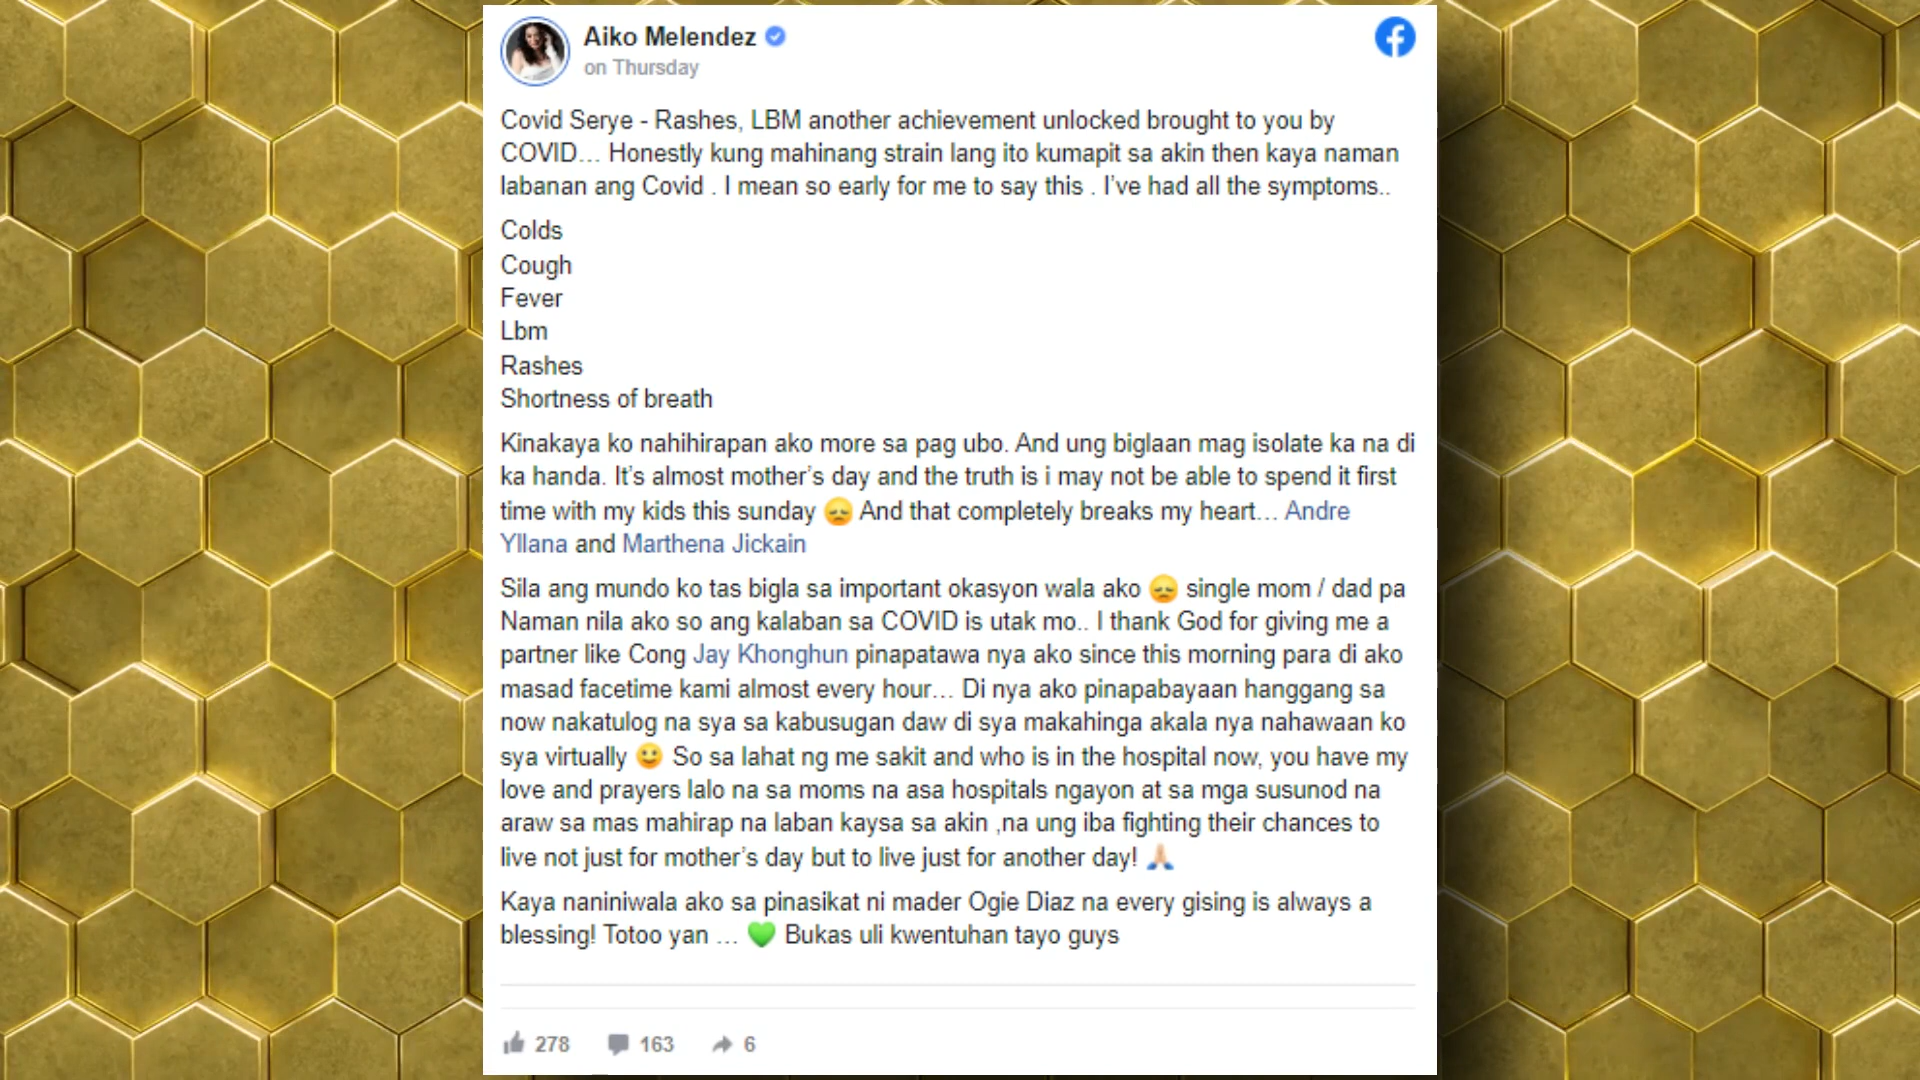 Aiko Melendez
on Thursday
Covid Serye - Rashes, LBM another achievement unlocked brought to you by
COVID… Honestly kung mahinang strain lang ito kumapit sa akin then kaya naman
labanan ang Covid . I mean so early for me to say this . I’ve had all the symptoms..
Colds
Cough
Fever
Lbm
Rashes
Shortness of breath
Kinakaya ko nahihirapan ako more sa pag ubo. And ung biglaan mag isolate ka na di
ka handa. It’s almost mother’s day and the truth is i may not be able to spend it first
time with my kids this sunday 😞 And that completely breaks my heart… Andre
Yllana and Marthena Jickain
Sila ang mundo ko tas bigla sa important okasyon wala ako 😞 single mom / dad pa
Naman nila ako so ang kalaban sa COVID is utak mo.. I thank God for giving me a
partner like Cong Jay Khonghun pinapatawa nya ako since this morning para di ako
masad facetime kami almost every hour… Di nya ako pinapabayaan hanggang sa
now nakatulog na sya sa kabusugan daw di sya makahinga akala nya nahawaan ko
sya virtually 🙂 So sa lahat ng me sakit and who is in the hospital now, you have my
love and prayers lalo na sa moms na asa hospitals ngayon at sa mga susunod na
araw sa mas mahirap na laban kaysa sa akin ,na ung iba fighting their chances to
live not just for mother’s day but to live just for another day! 🙏🏻
Kaya naniniwala ako sa pinasikat ni mader Ogie Diaz na every gising is always a
blessing! Totoo yan … 💚 Bukas uli kwentuhan tayo guys
278 163 6